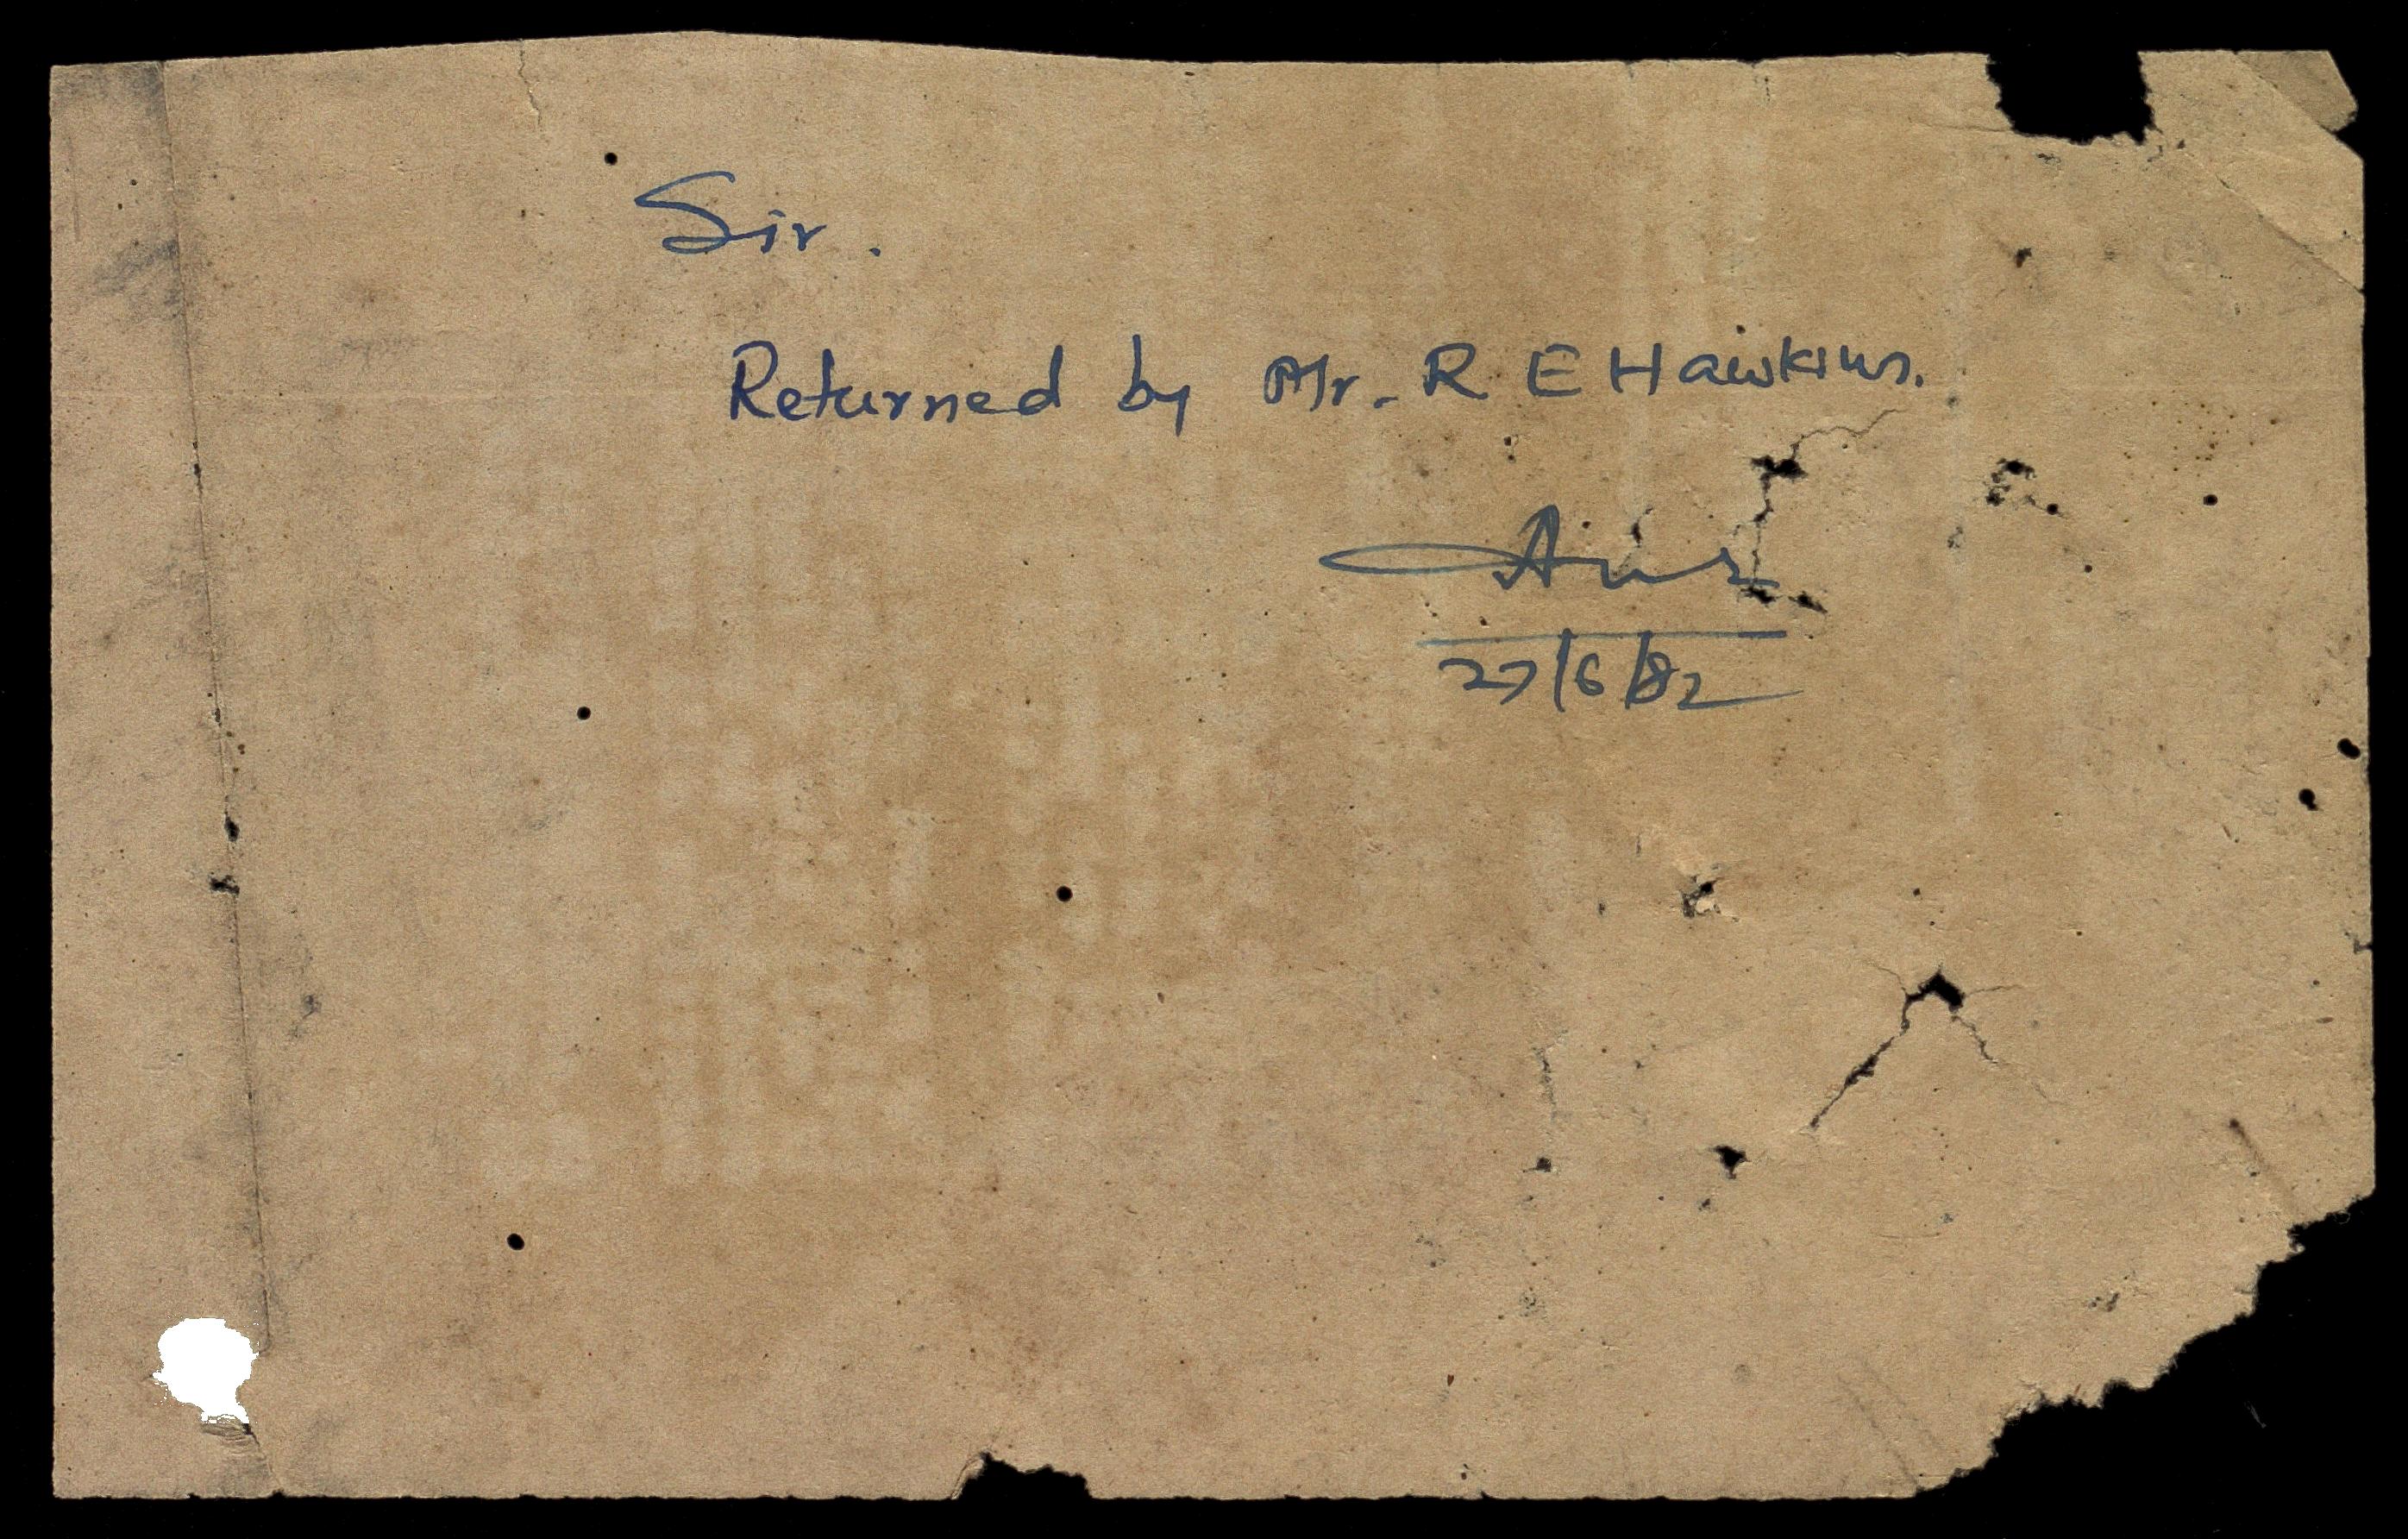 Sir.
Returned by Mr. R E Hawkins.
27/6/82